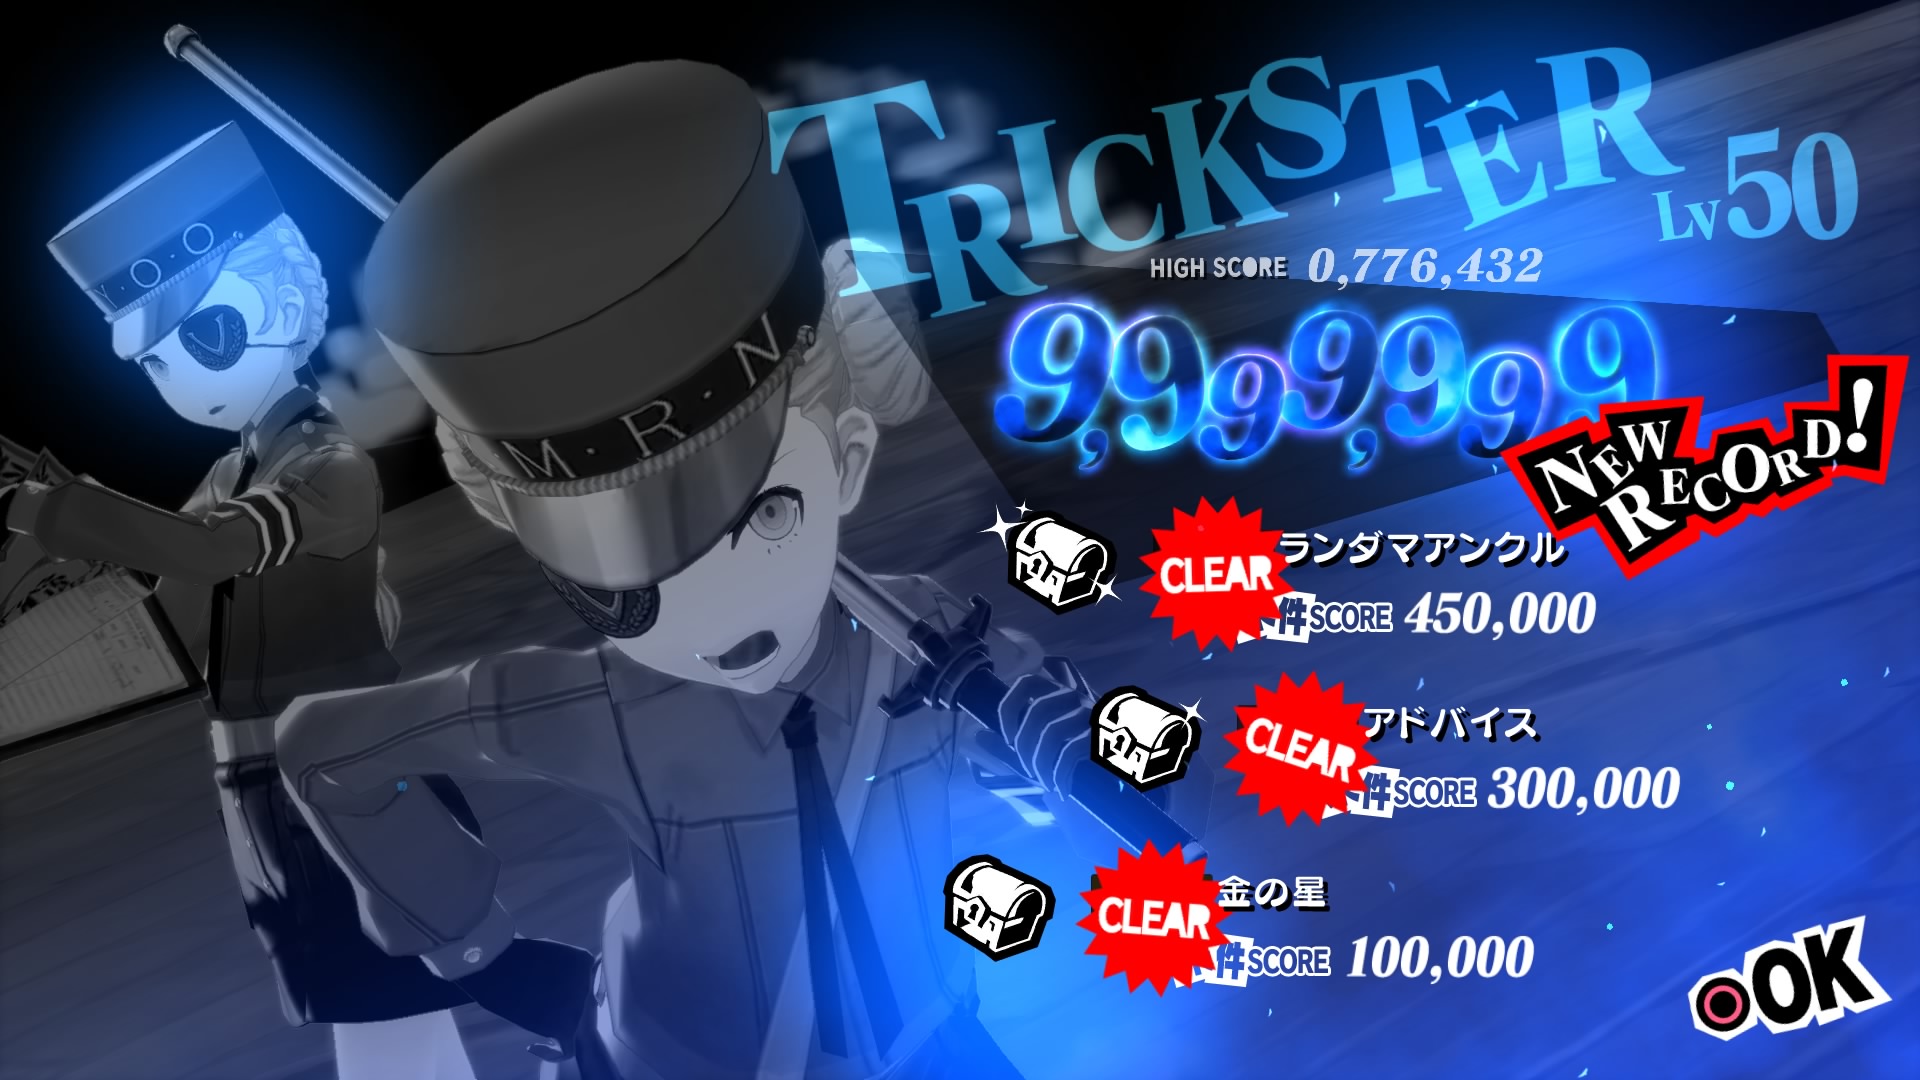 TRICKSTER
Lv50
HIGH SCORE 0,776,432
9,999,999
NEW RECORD!
M・R・N
V
CLEAR
ランダマアンクル
件SCORE 450,000
CLEAR
アドバイス
件SCORE 300,000
CLEAR
金の星
件SCORE 100,000
OK